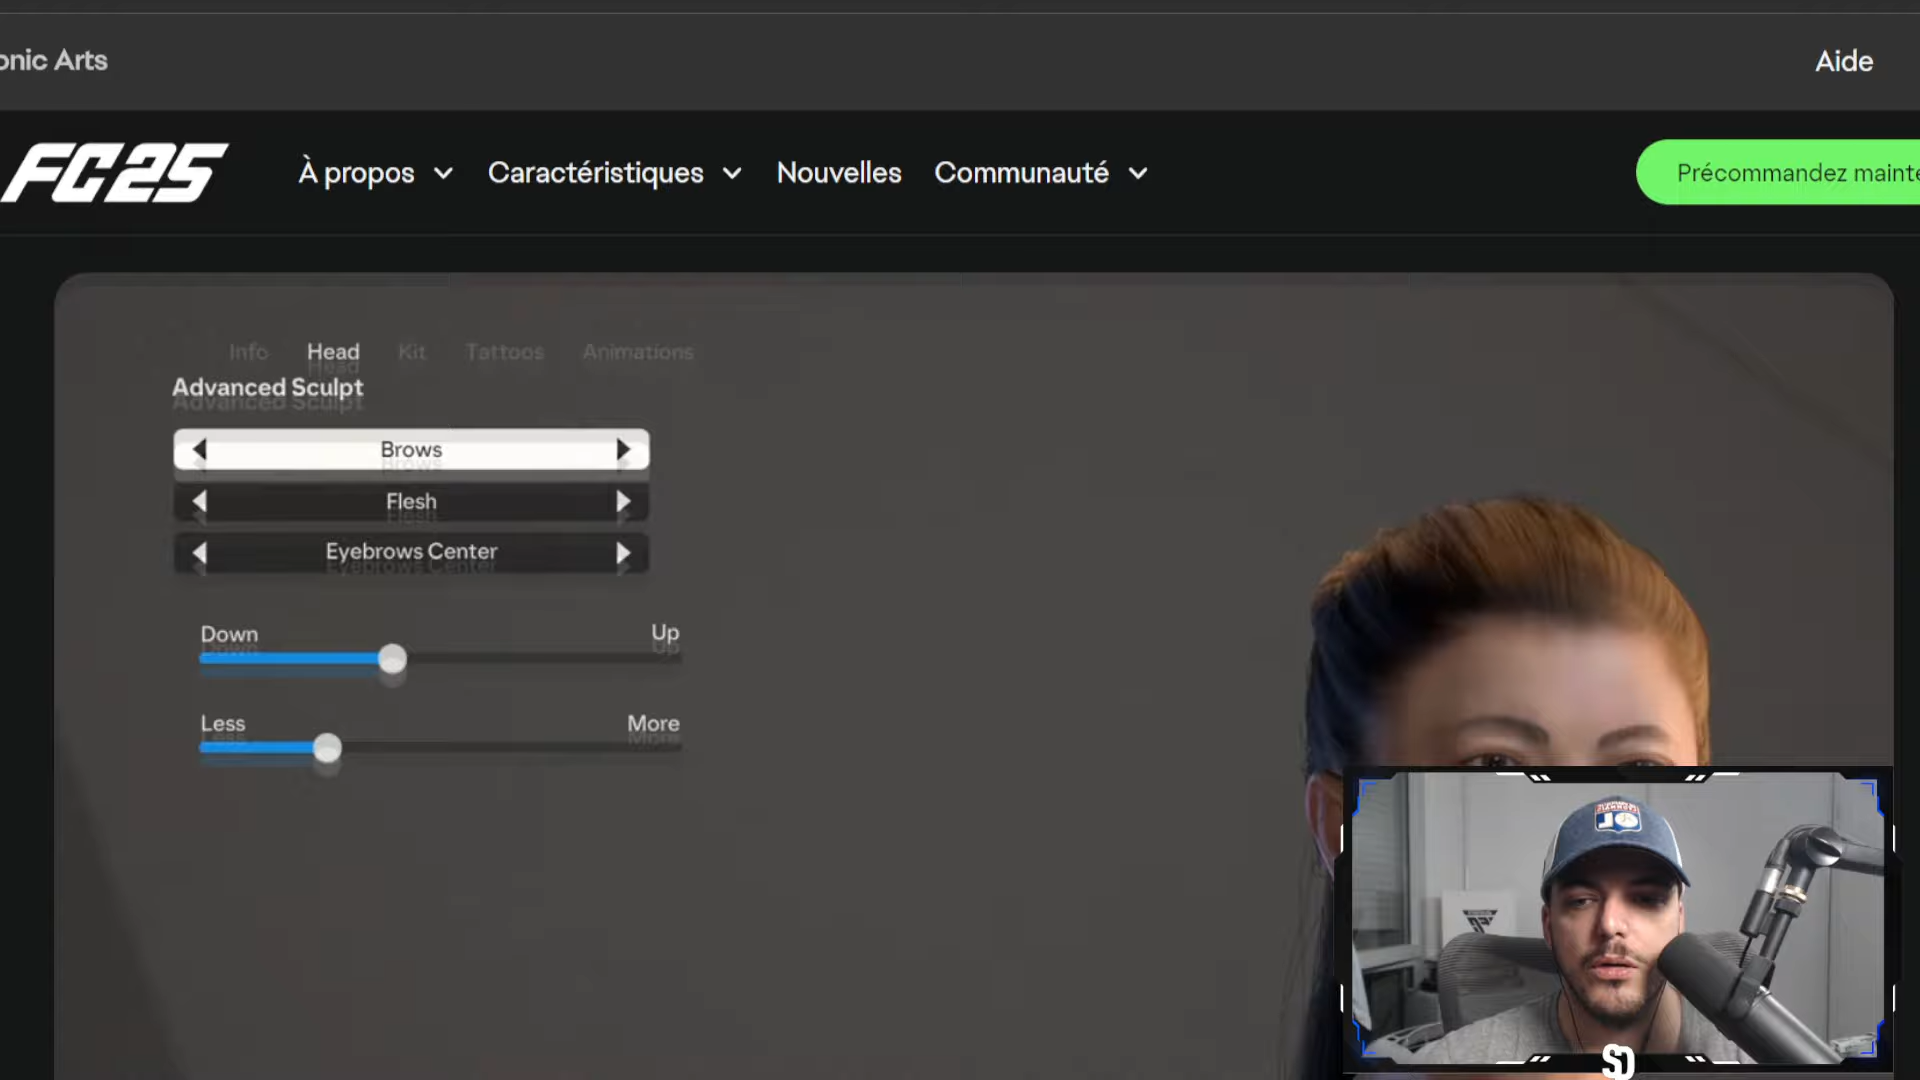 onic Arts
Aide
FC25
À propos
Caractéristiques
Nouvelles
Communauté
Précommandez mainte
Info
Head
Kit
Tattoos
Animations
Advanced Sculpt
Brows
Flesh
Eyebrows Center
Down
Up
Less
More